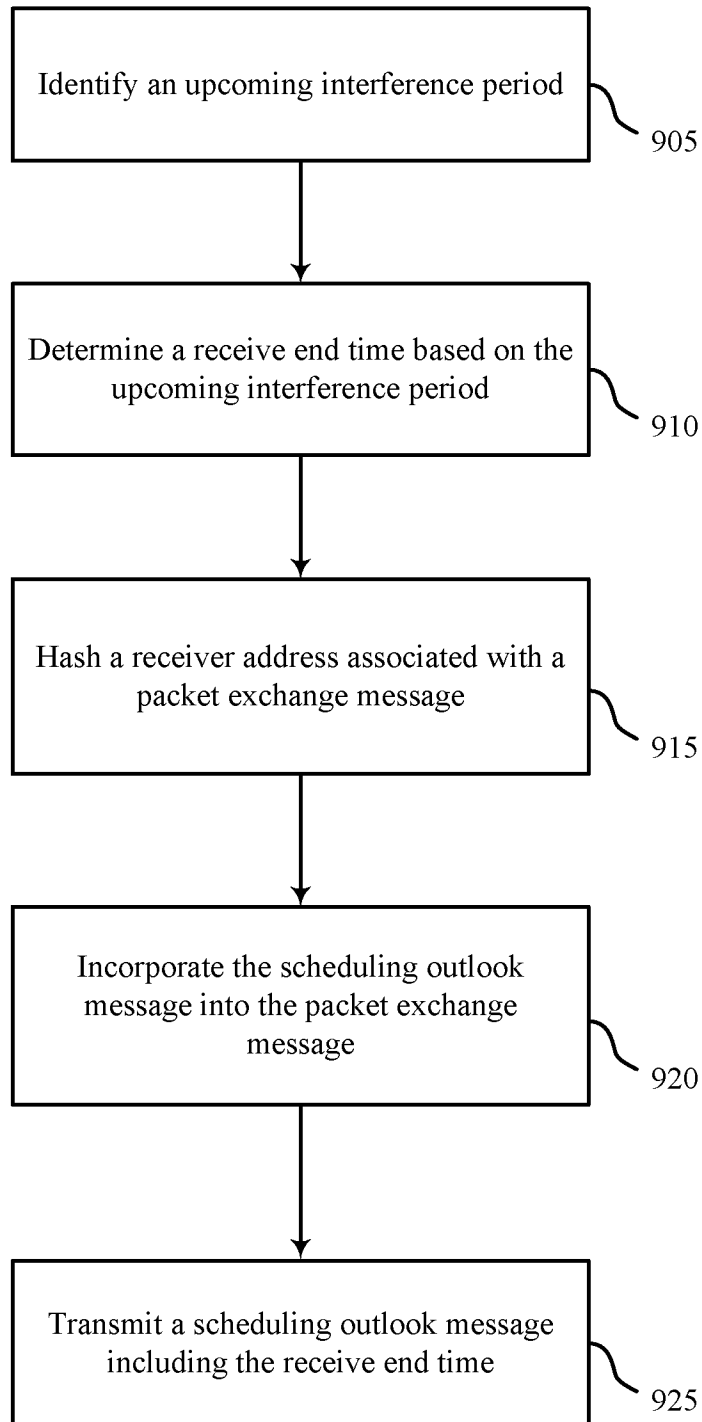 Identify an upcoming interference period
905
Determine a receive end time based on the
upcoming interference period
910
Hash a receiver address associated with a
packet exchange message
915
Incorporate the scheduling outlook
message into the packet exchange
message
920
Transmit a scheduling outlook message
including the receive end time
925